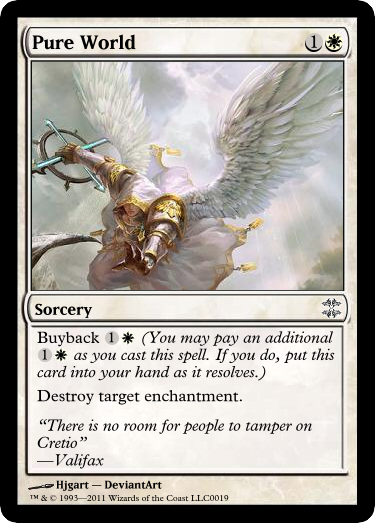 Pure World 1
Sorcery
Buyback 1 (You may pay an additional
1 as you cast this spell. If you do, put this
card into your hand as it resolves.)
Destroy target enchantment.
“There is no room for people to tamper on
Cretio”
—Valifax
Hjgart — DeviantArt
™ & © 1993—2011 Wizards of the Coast LLC0019